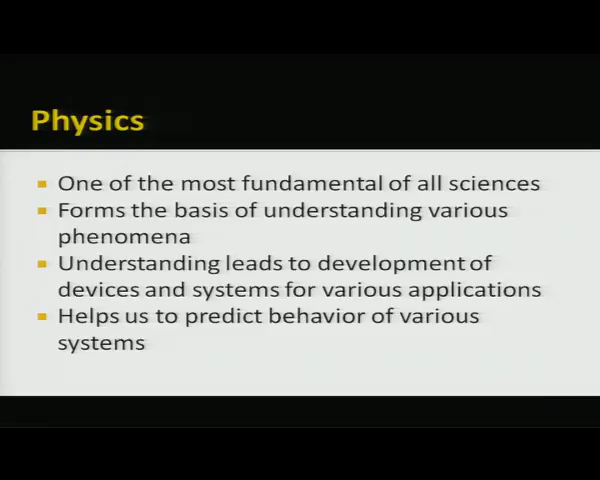 Physics
One of the most fundamental of all sciences
Forms the basis of understanding various
phenomena
Understanding leads to development of
devices and systems for various applications
Helps us to predict behavior of various
systems